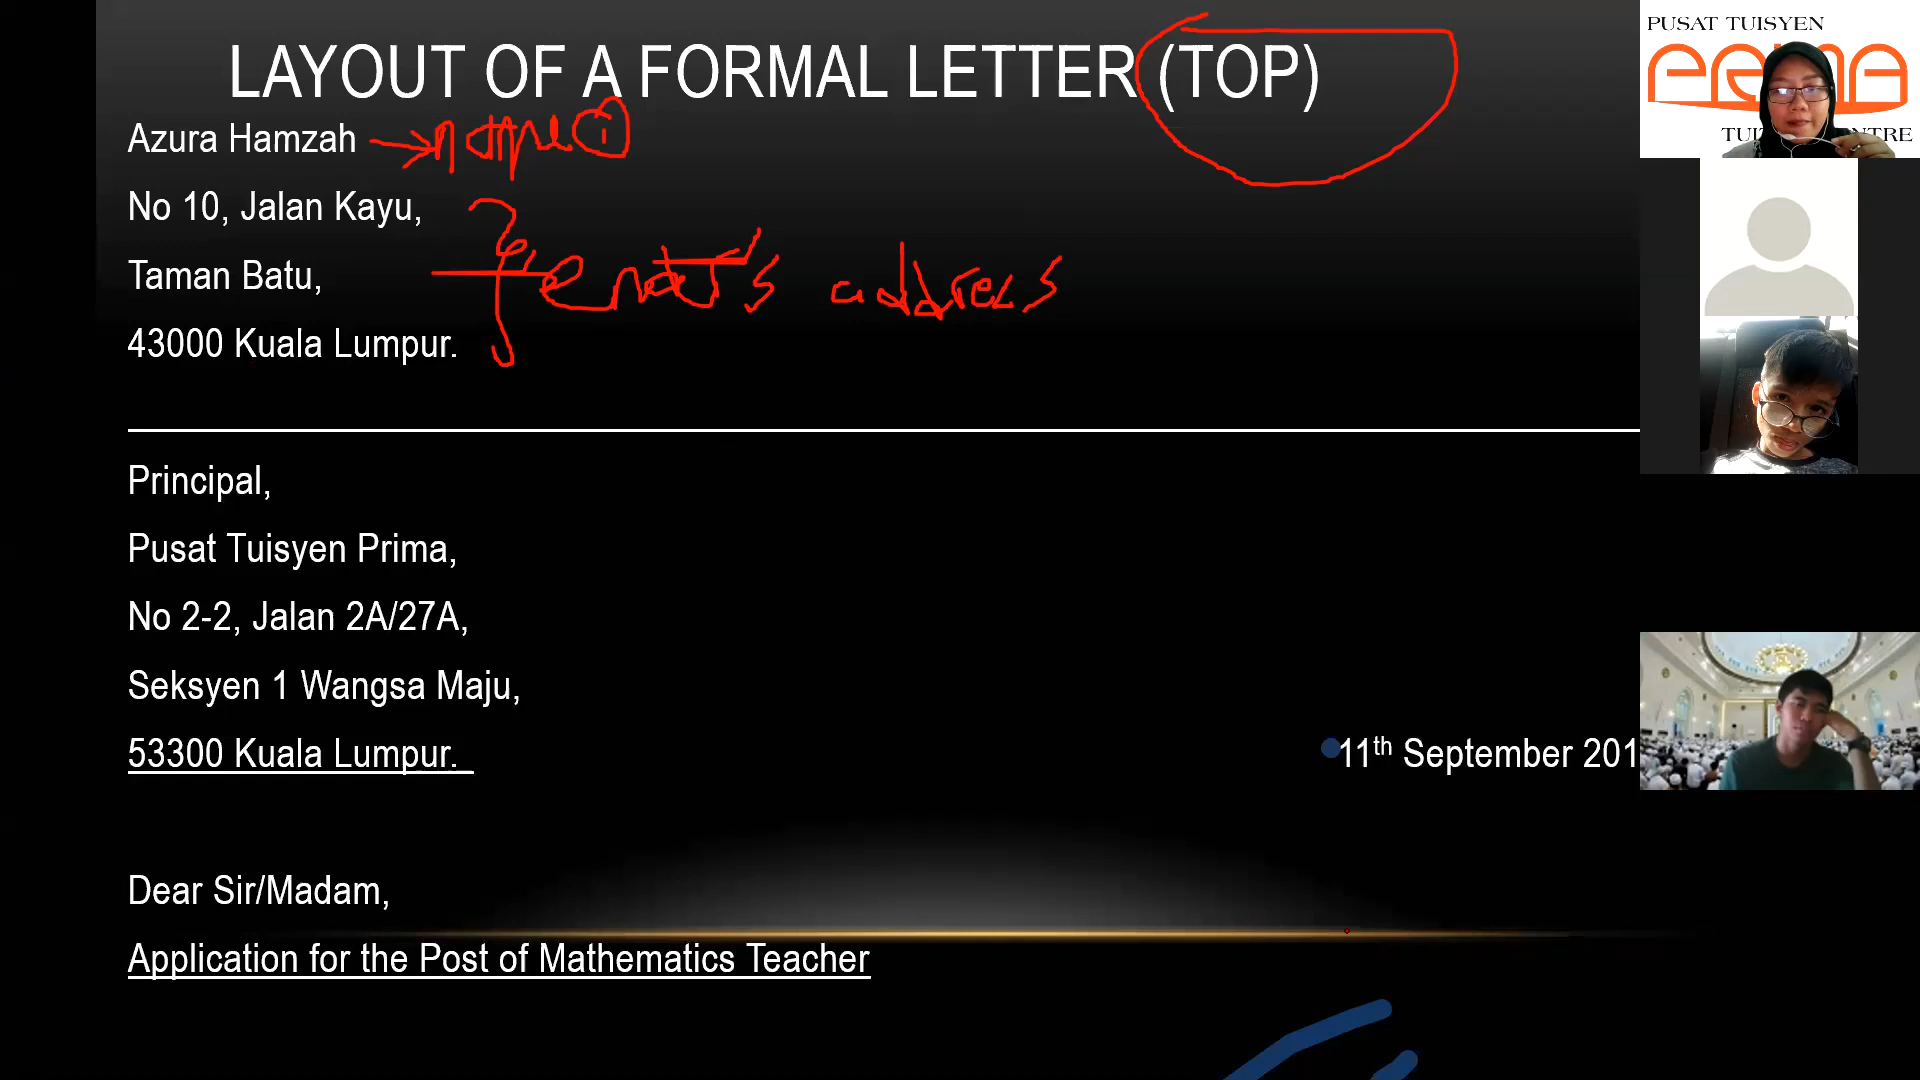 LAYOUT OF A FORMAL LETTER (TOP)
Azura Hamzah
name 1
No 10, Jalan Kayu,
Taman Batu,
address
43000 Kuala Lumpur.
Principal,
Pusat Tuisyen Prima,
No 2-2, Jalan 2A/27A,
Seksyen 1 Wangsa Maju,
53300 Kuala Lumpur.
11th September 201
Dear Sir/Madam,
Application for the Post of Mathematics Teacher
PUSAT TUISYEN